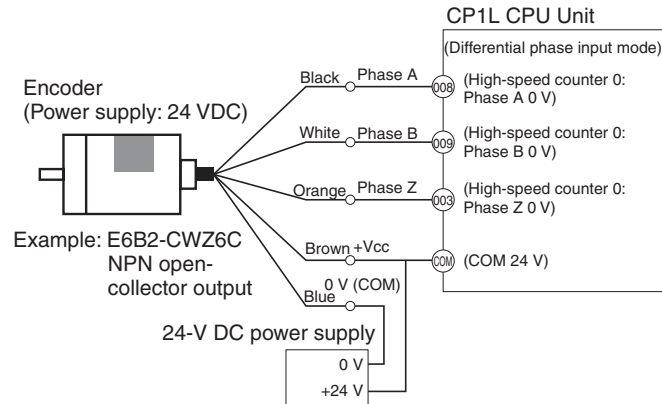 CP1L CPU Unit
(Differential phase input mode)
Encoder
(Power supply: 24 VDC)
Black Phase A 008 (High-speed counter 0:
Phase A 0 V)
White Phase B 009 (High-speed counter 0:
Phase B 0 V)
Orange Phase Z 003 (High-speed counter 0:
Phase Z 0 V)
Example: E6B2-CWZ6C
NPN open-
collector output
Brown +Vcc COM (COM 24 V)
0 V (COM)
Blue
24-V DC power supply
0 V
+24 V